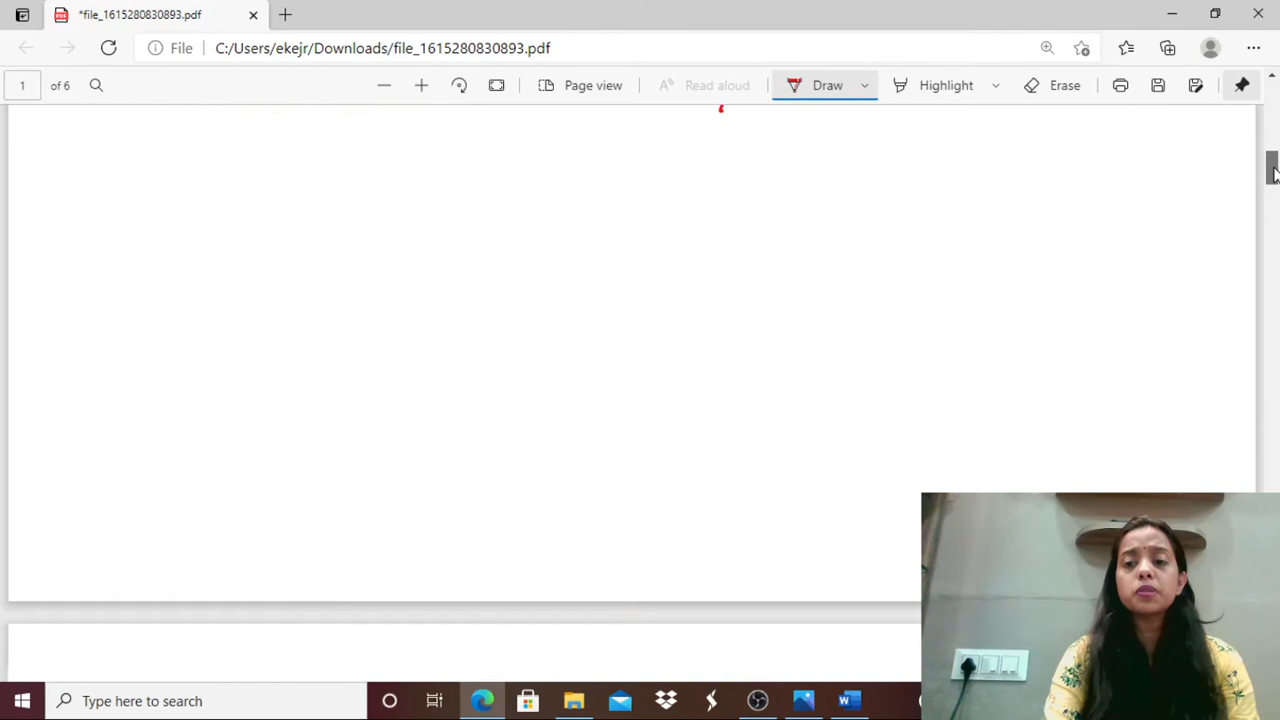 *file_1615280830893.pdf
File
C:/Users/ekejr/Downloads/file_1615280830893.pdf
1 of 6
Page view
Read aloud
Draw
Highlight
Erase
Type here to search